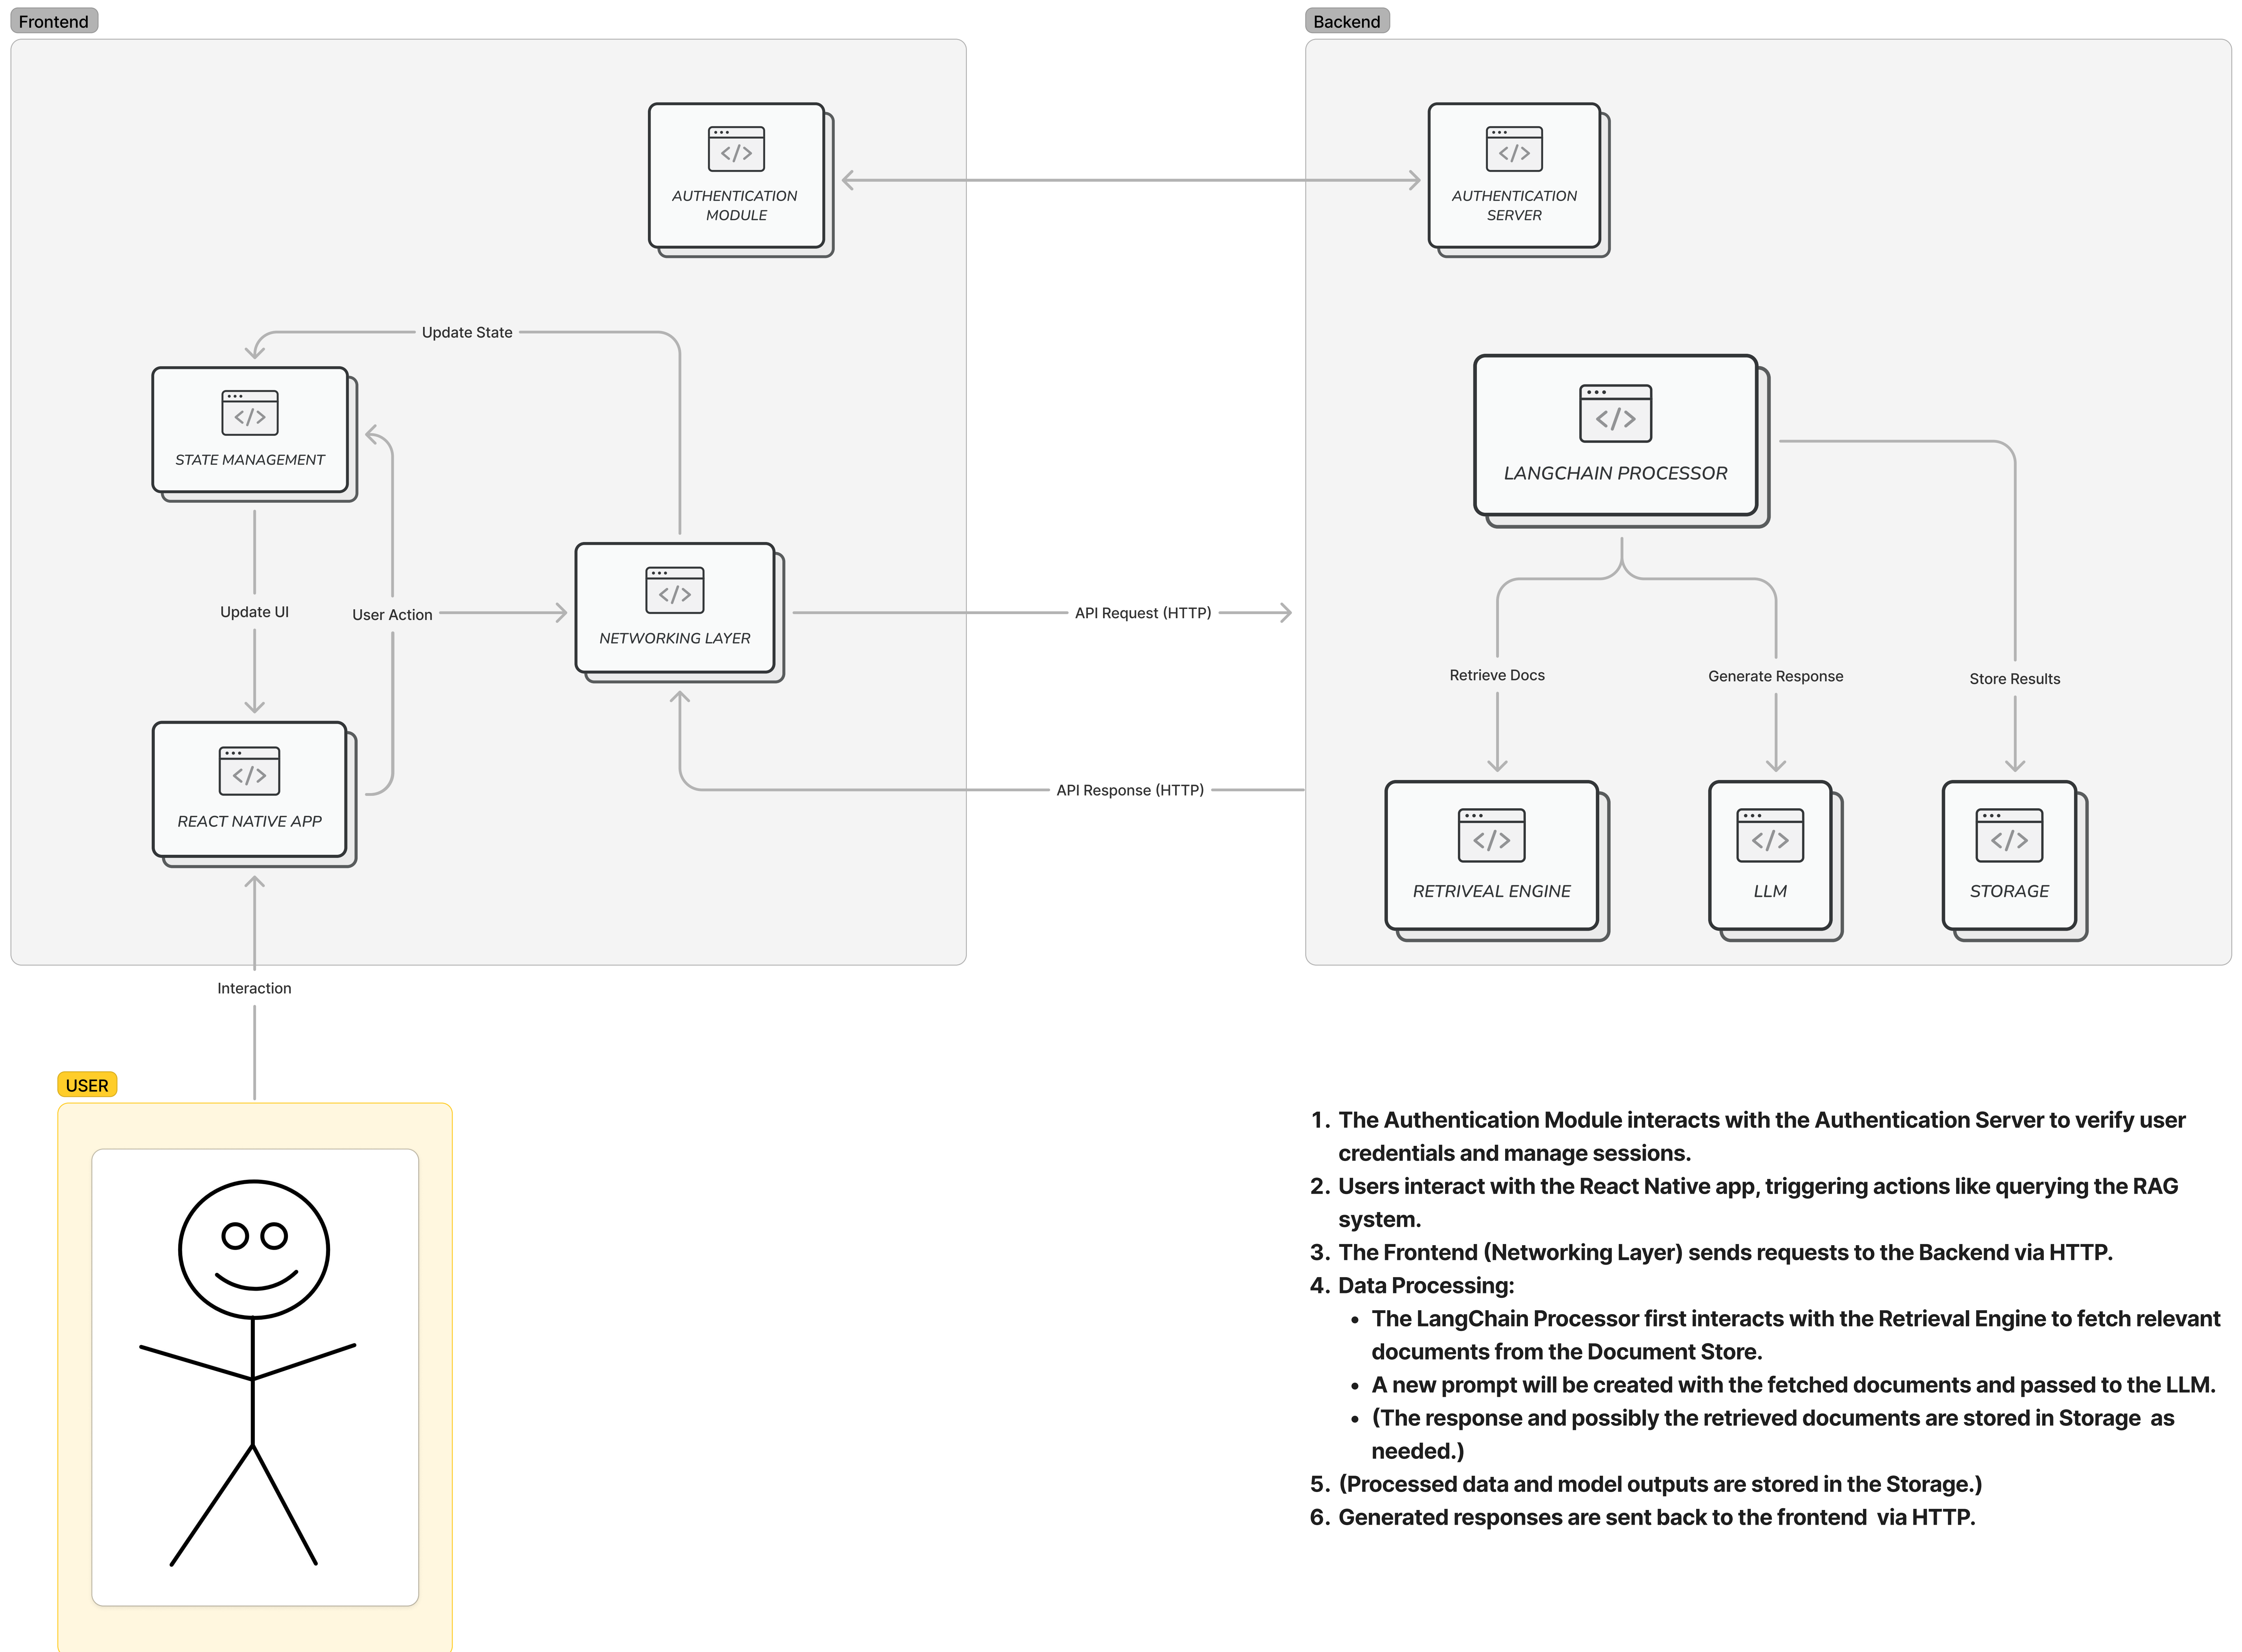 Frontend
Backend
AUTHENTICATION
MODULE
AUTHENTICATION
SERVER
Update State
STATE MANAGEMENT
LANGCHAIN PROCESSOR
Update UI
User Action
NETWORKING LAYER
API Request (HTTP)
Retrieve Docs
Generate Response
Store Results
REACT NATIVE APP
API Response (HTTP)
RETRIVEAL ENGINE
LLM
STORAGE
Interaction
USER
1. The Authentication Module interacts with the Authentication Server to verify user
credentials and manage sessions.
2. Users interact with the React Native app, triggering actions like querying the RAG
system.
3. The Frontend (Networking Layer) sends requests to the Backend via HTTP.
4. Data Processing:
• The LangChain Processor first interacts with the Retrieval Engine to fetch relevant
documents from the Document Store.
• A new prompt will be created with the fetched documents and passed to the LLM.
• (The response and possibly the retrieved documents are stored in Storage as
needed.)
5. (Processed data and model outputs are stored in the Storage.)
6. Generated responses are sent back to the frontend via HTTP.